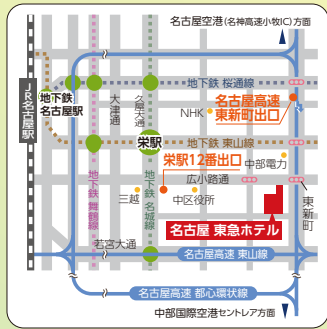 名古屋空港(名神高速小牧IC)方面
JR名古屋駅
地下鉄
名古屋駅
大津通
久屋大通
地下鉄 桜通線
NHK
名古屋高速
東新町出口
栄駅
地下鉄 東山線
栄駅12番出口
中部電力
広小路通
地下鉄 舞鶴線
地下鉄 名城線
三越
中区役所
東新町
名古屋 東急ホテル
若宮大通
名古屋高速 東山線
名古屋高速 都心環状線
中部国際空港セントレア方面